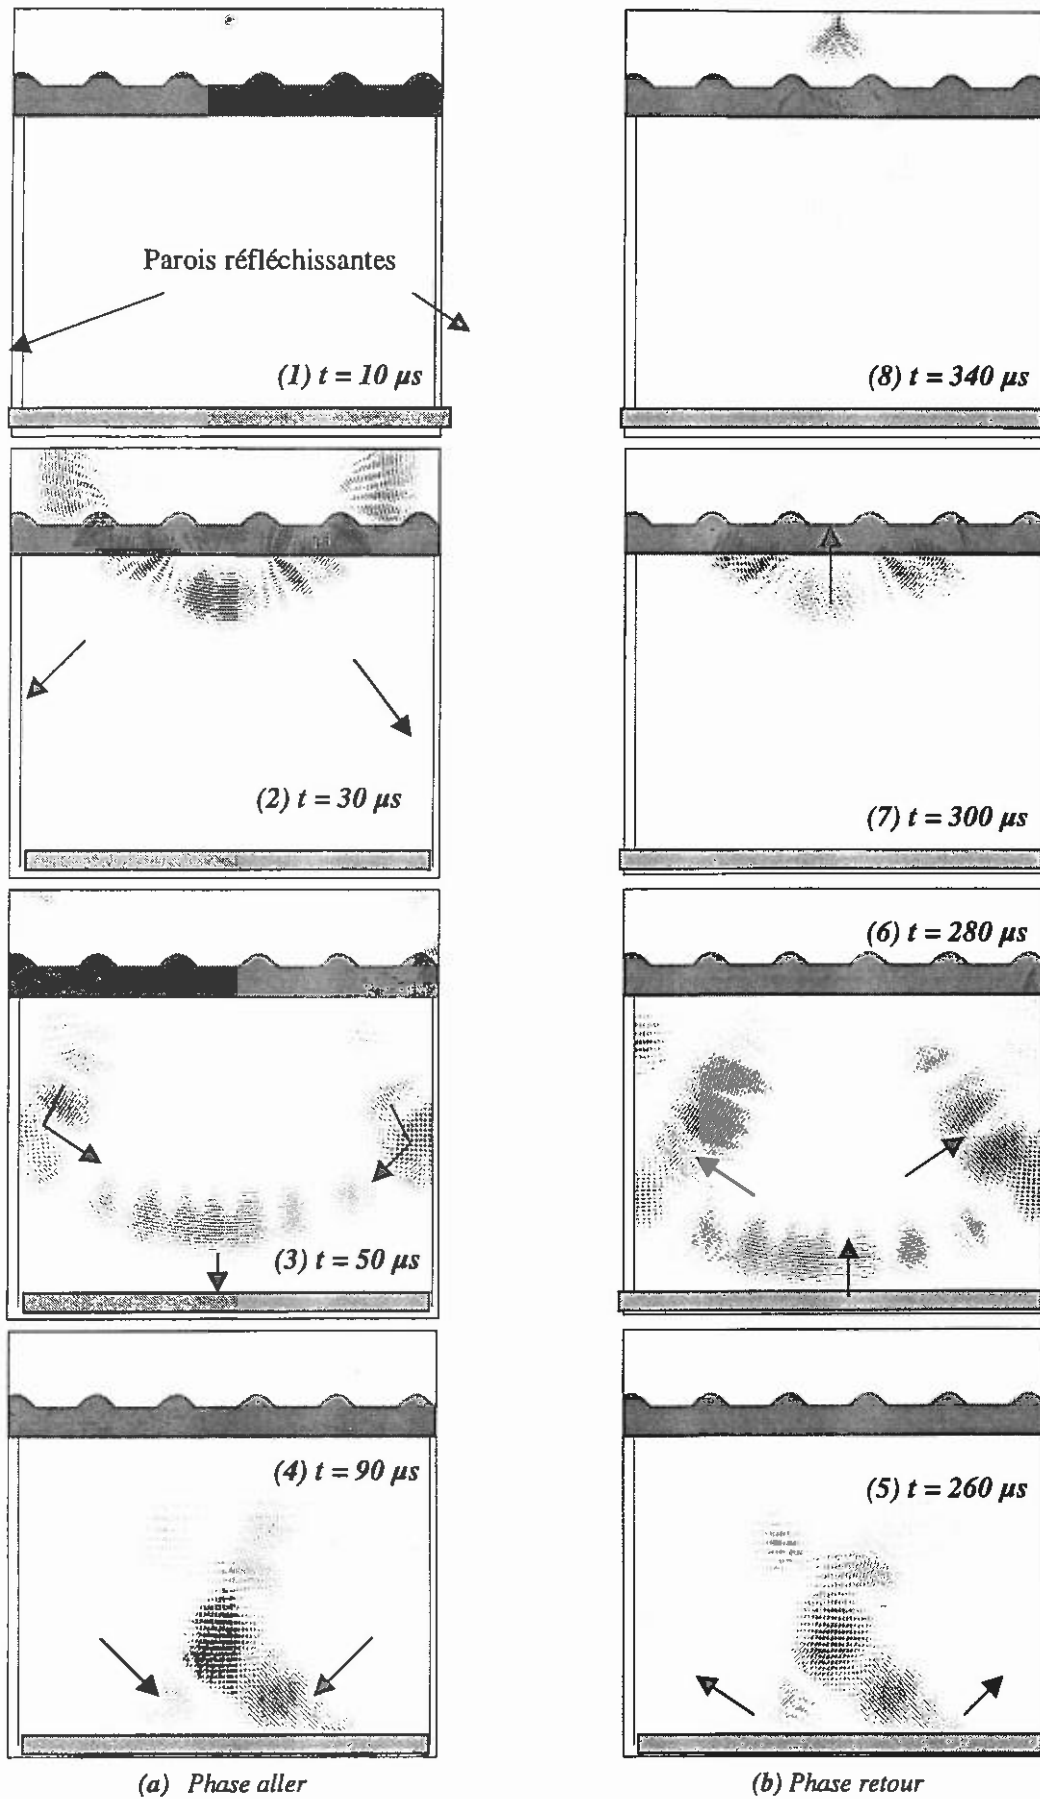 Parois réfléchissantes
(1) t = 10 μs
(8) t = 340 μs
(2) t = 30 μs
(7) t = 300 μs
(6) t = 280 μs
(3) t = 50 μs
(4) t = 90 μs
(5) t = 260 μs
(a) Phase aller
(b) Phase retour